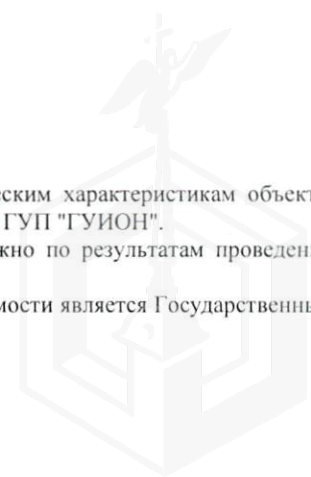 еским характеристикам объект
ГУП "ГУИОН".
жно по результатам проведен
мости является Государственны